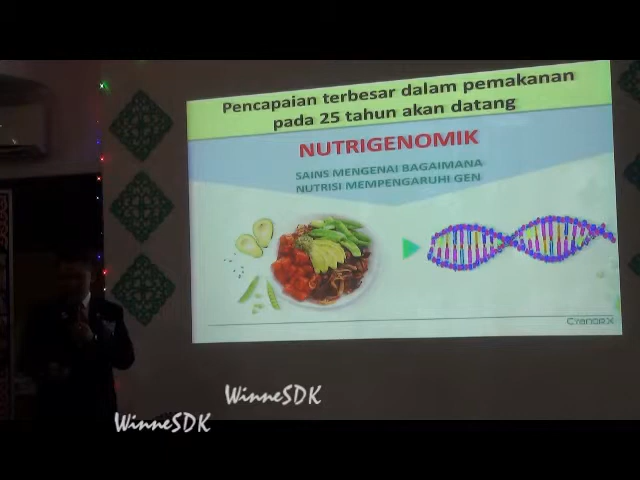 Pencapaian terbesar dalam pemakanan
pada 25 tahun akan datang
NUTRIGENOMIK
SAINS MENGENAI BAGAIMANA
NUTRISI MEMPENGARUHI GEN
WinneSDK
WinneSDK